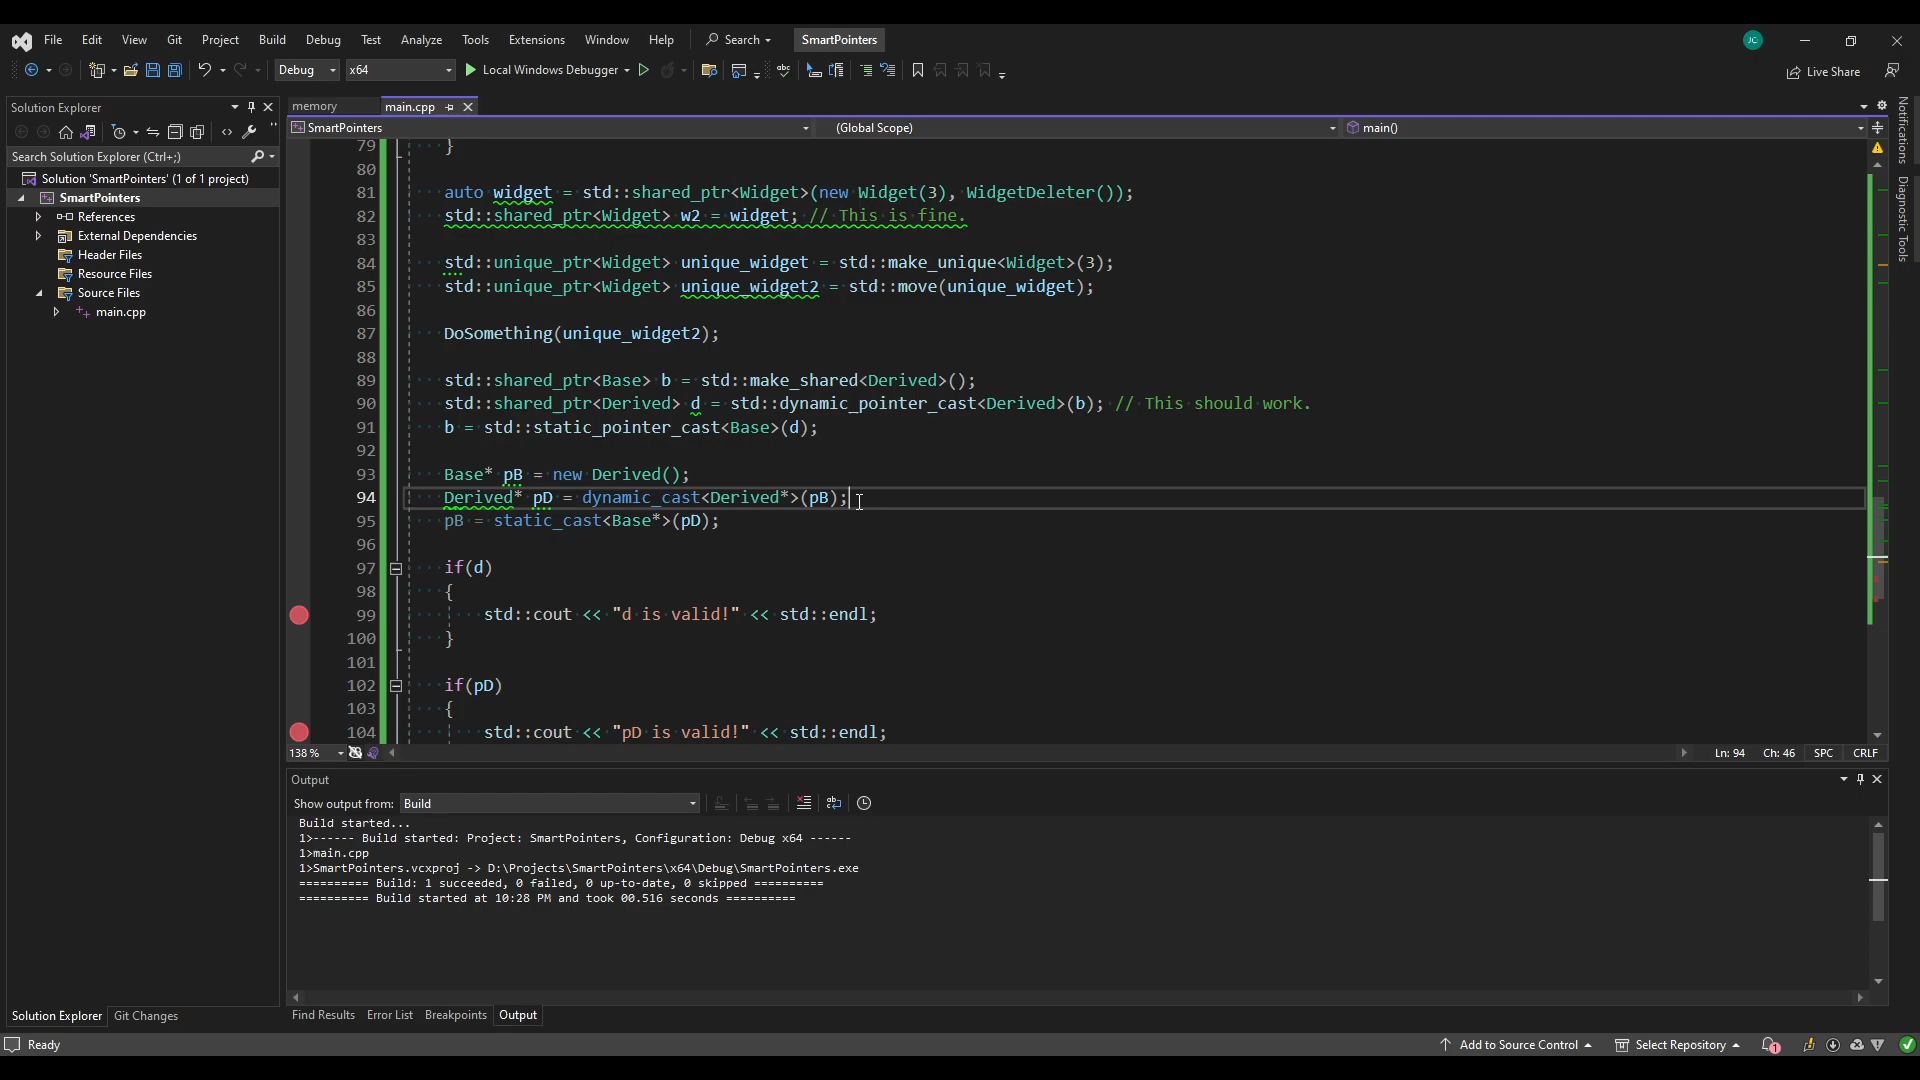 File Edit View Git Project Build Debug Test Analyze Tools Extensions Window Help Search SmartPointers JC
Debug x64 Local Windows Debugger Live Share
Solution Explorer
Search Solution Explorer (Ctrl+;)
Solution 'SmartPointers' (1 of 1 project)
SmartPointers
References
External Dependencies
Header Files
Resource Files
Source Files
main.cpp
Solution Explorer Git Changes
memory main.cpp
SmartPointers (Global Scope) main()
79 }
80
81 auto widget = std::shared_ptr<Widget>(new Widget(3), WidgetDeleter());
82 std::shared_ptr<Widget> w2 = widget; // This is fine.
83
84 std::unique_ptr<Widget> unique_widget = std::make_unique<Widget>(3);
85 std::unique_ptr<Widget> unique_widget2 = std::move(unique_widget);
86
87 DoSomething(unique_widget2);
88
89 std::shared_ptr<Base> b = std::make_shared<Derived>();
90 std::shared_ptr<Derived> d = std::dynamic_pointer_cast<Derived>(b); // This should work.
91 b = std::static_pointer_cast<Base>(d);
92
93 Base* pB = new Derived();
94 Derived* pD = dynamic_cast<Derived*>(pB);
95 pB = static_cast<Base*>(pD);
96
97 if(d)
98 {
99 std::cout << "d is valid!" << std::endl;
100 }
101
102 if(pD)
103 {
104 std::cout << "pD is valid!" << std::endl;
138 % Ln: 94 Ch: 46 SPC CRLF
Output
Show output from: Build
Build started...
1>------ Build started: Project: SmartPointers, Configuration: Debug x64 ------
1>main.cpp
1>SmartPointers.vcxproj -> D:\Projects\SmartPointers\x64\Debug\SmartPointers.exe
========== Build: 1 succeeded, 0 failed, 0 up-to-date, 0 skipped ==========
========== Build started at 10:28 PM and took 00.516 seconds ==========
Find Results Error List Breakpoints Output
Notifications
Diagnostic Tools
Ready Add to Source Control Select Repository 1